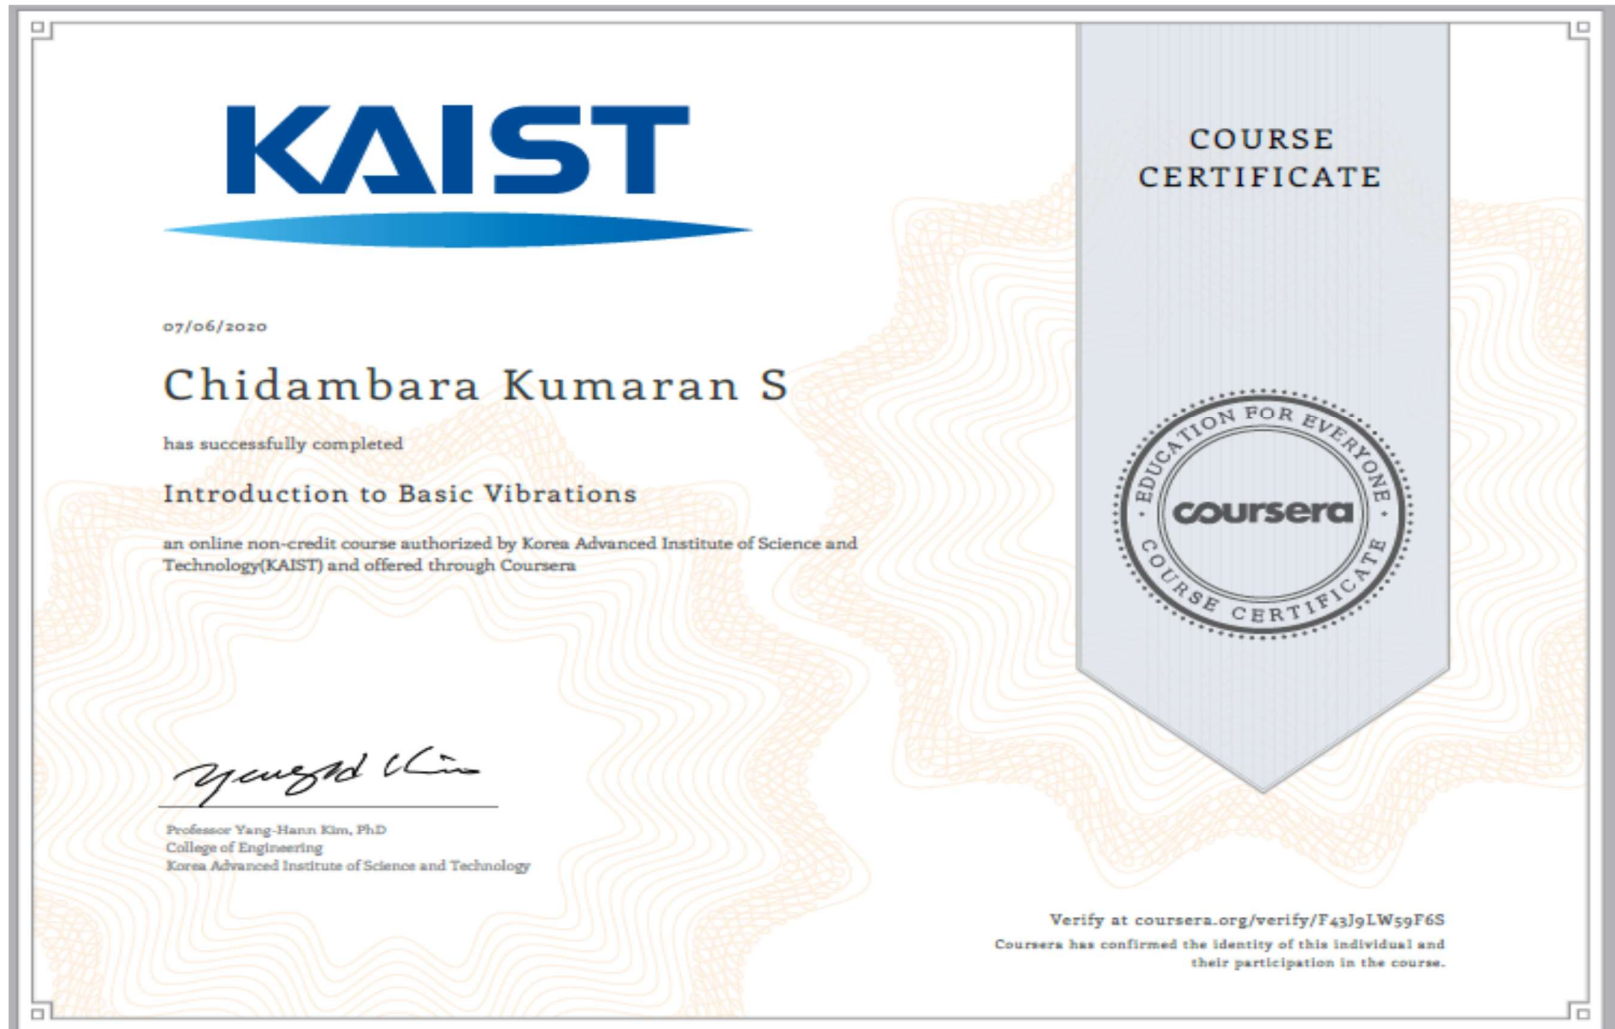 KAIST
COURSE
CERTIFICATE
07/06/2020
Chidambara Kumaran S
has successfully completed
Introduction to Basic Vibrations
an online non-credit course authorized by Korea Advanced Institute of Science and
Technology(KAIST) and offered through Coursera
EDUCATION FOR EVERYONE
coursera
COURSE CERTIFICATE
Professor Yang-Hann Kim, PhD
College of Engineering
Korea Advanced Institute of Science and Technology
Verify at coursera.org/verify/F43J9LW59F6S
Coursera has confirmed the identity of this individual and
their participation in the course.